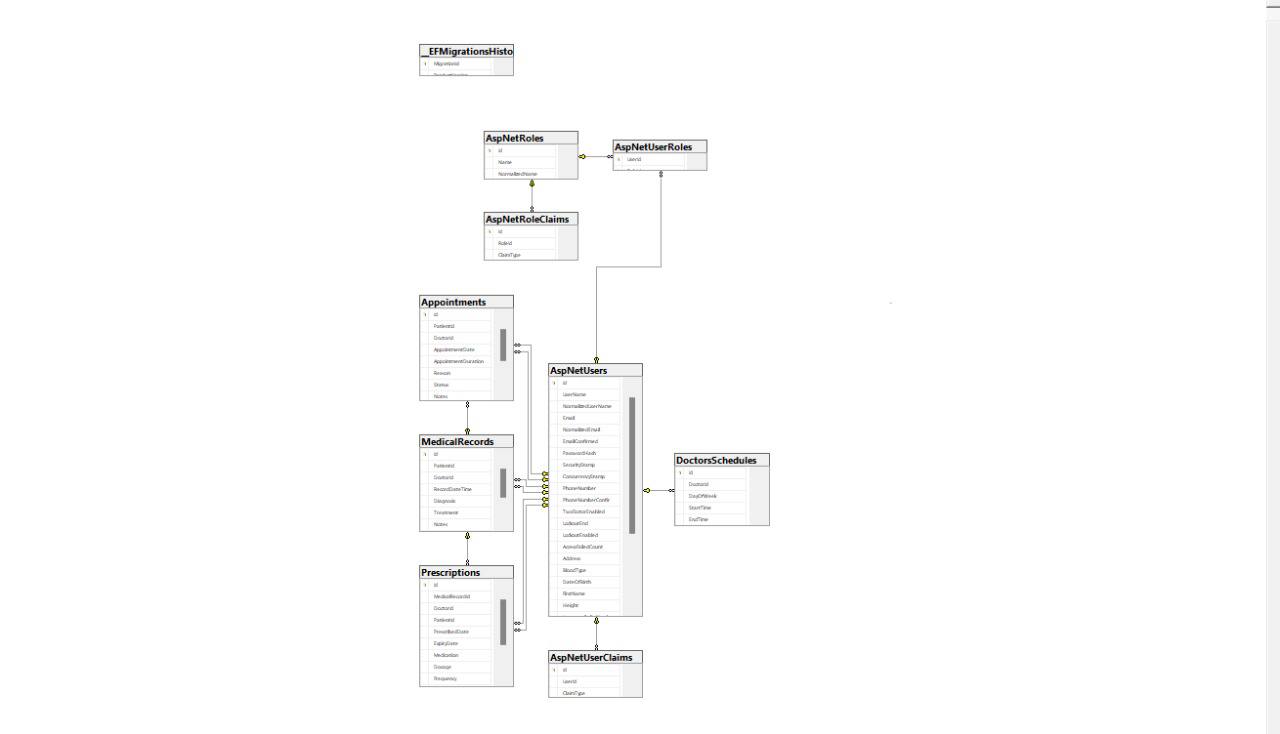 __EFMigrationsHisto
MigrationId
AspNetRoles
Id
Name
NormalizedName
AspNetUserRoles
UserId
AspNetRoleClaims
Id
RoleId
ClaimType
Appointments
Id
PatientId
DoctorId
AppointmentDate
AppointmentDuration
Reason
Status
Notes
MedicalRecords
Id
PatientId
DoctorId
RecordDateTime
Diagnosis
Treatment
Notes
Prescriptions
Id
MedicalRecordId
DoctorId
PatientId
PrescribedDate
ExpiryDate
Medication
Dosage
Frequency
AspNetUsers
Id
UserName
NormalizedUserName
Email
NormalizedEmail
EmailConfirmed
PasswordHash
SecurityStamp
ConcurrencyStamp
PhoneNumber
PhoneNumberConfir
TwoFactorEnabled
LockoutEnd
LockoutEnabled
AccessFailedCount
Address
BloodType
DateOfBirth
FirstName
Height
DoctorsSchedules
Id
DoctorId
DayOfWeek
StartTime
EndTime
AspNetUserClaims
Id
UserId
ClaimType